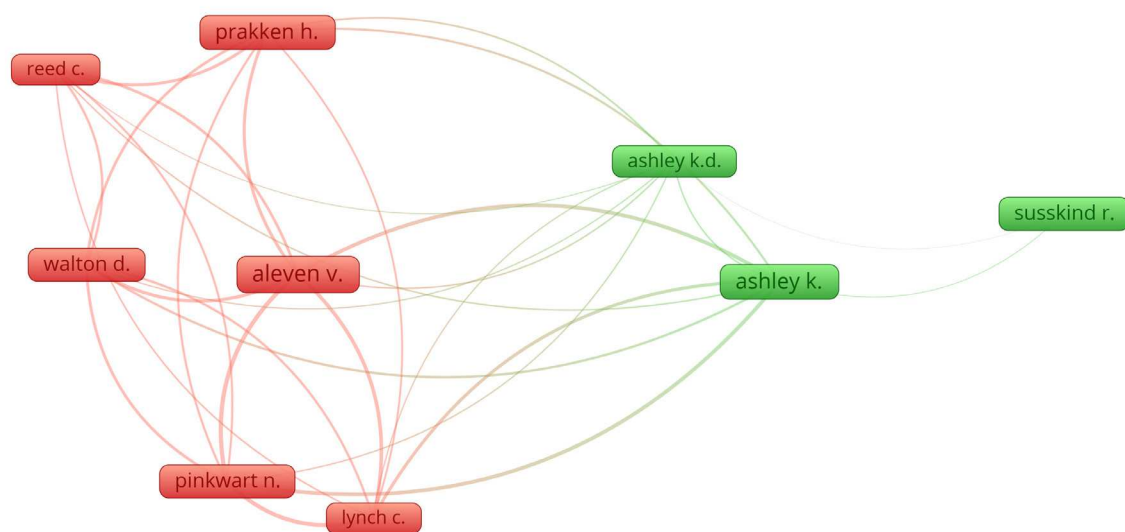 prakken h.
reed c.
ashley k.d.
susskind r.
walton d.
aleven v.
ashley k.
pinkwart n.
lynch c.